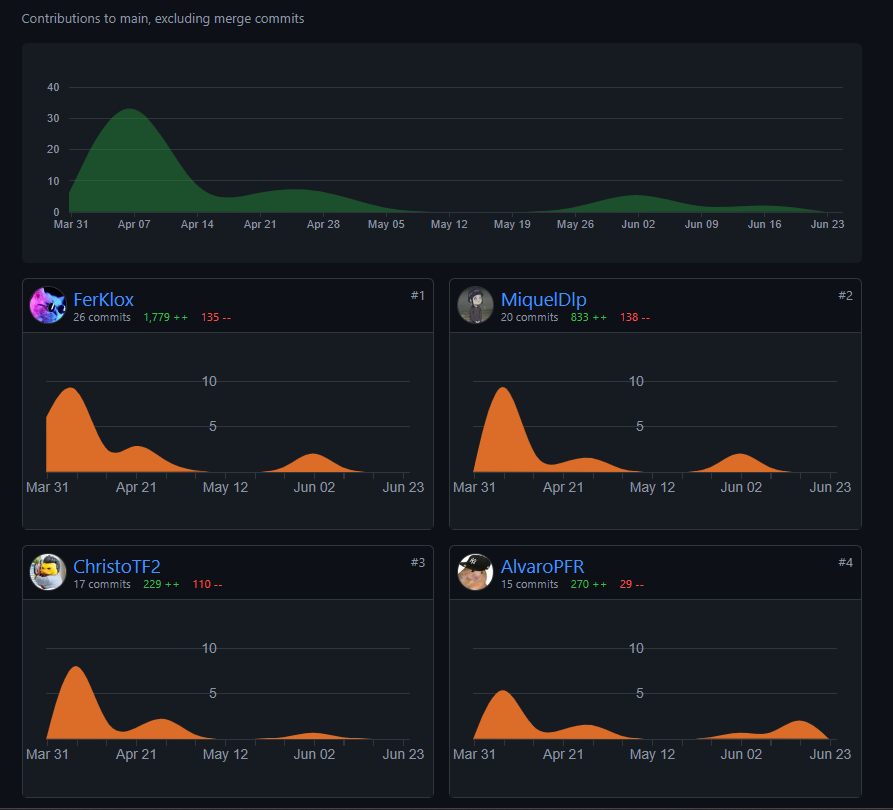 Contributions to main, excluding merge commits
40
30
20
10
0
Mar 31 Apr 07 Apr 14 Apr 21 Apr 28 May 05 May 12 May 19 May 26 Jun 02 Jun 09 Jun 16 Jun 23
FerKlox #1
26 commits 1,779 ++ 135 --
10
5
Mar 31 Apr 21 May 12 Jun 02 Jun 23
MiquelDlp #2
20 commits 833 ++ 138 --
10
5
Mar 31 Apr 21 May 12 Jun 02 Jun 23
ChristoTF2 #3
17 commits 229 ++ 110 --
10
5
Mar 31 Apr 21 May 12 Jun 02 Jun 23
AlvaroPFR #4
15 commits 270 ++ 29 --
10
5
Mar 31 Apr 21 May 12 Jun 02 Jun 23